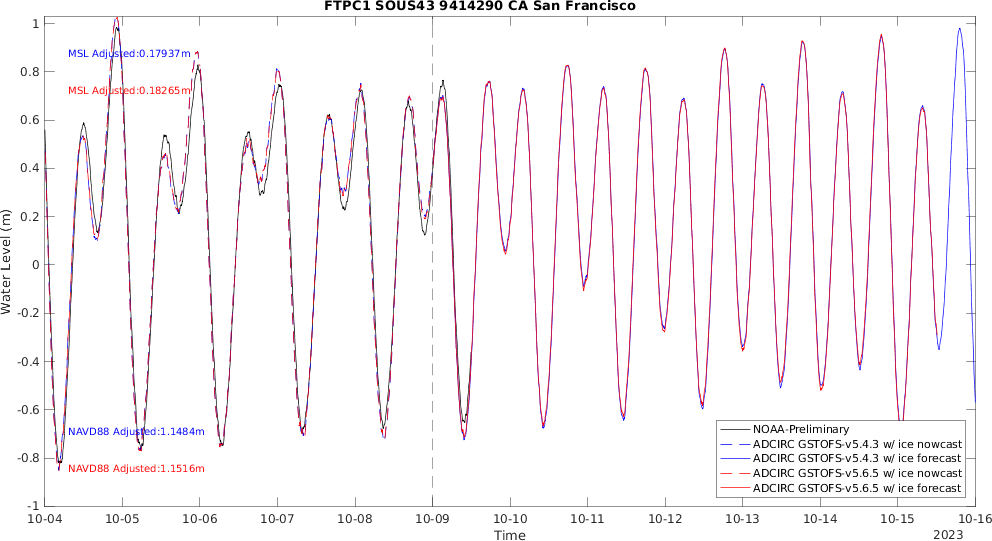 FTPC1 SOUS43 9414290 CA San Francisco
1
0.8
0.6
0.4
0.2
0
-0.2
-0.4
-0.6
-0.8
-1
Water Level (m)
MSL Adjusted:0.17937m
MSL Adjusted:0.18265m
NAVD88 Adjusted:1.1484m
NAVD88 Adjusted:1.1516m
NOAA-Preliminary
ADCIRC GSTOFS-v5.4.3 w/ ice nowcast
ADCIRC GSTOFS-v5.4.3 w/ ice forecast
ADCIRC GSTOFS-v5.6.5 w/ ice nowcast
ADCIRC GSTOFS-v5.6.5 w/ ice forecast
10-04 10-05 10-06 10-07 10-08 10-09 10-10 10-11 10-12 10-13 10-14 10-15 10-16
Time
2023